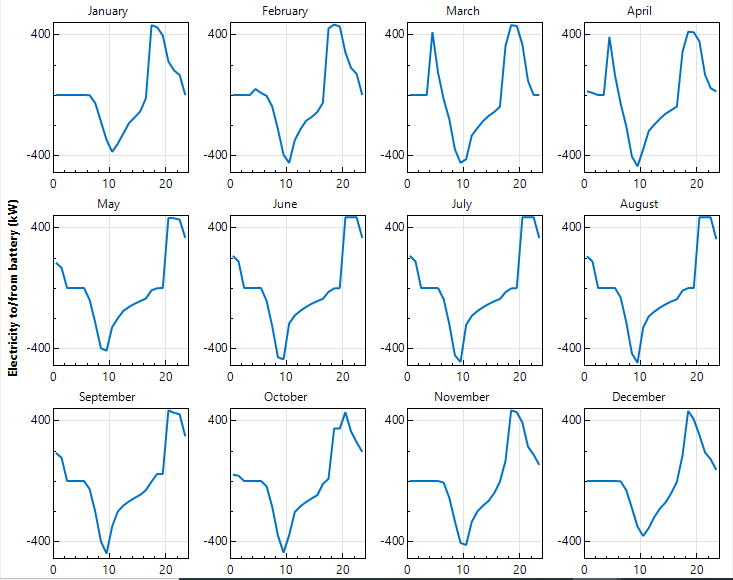 January February March April
400 400 400 400
-400 -400 -400 -400
0 10 20 0 10 20 0 10 20 0 10 20
May June July August
400 400 400 400
-400 -400 -400 -400
0 10 20 0 10 20 0 10 20 0 10 20
Electricity to/from battery (kW)
September October November December
400 400 400 400
-400 -400 -400 -400
0 10 20 0 10 20 0 10 20 0 10 20